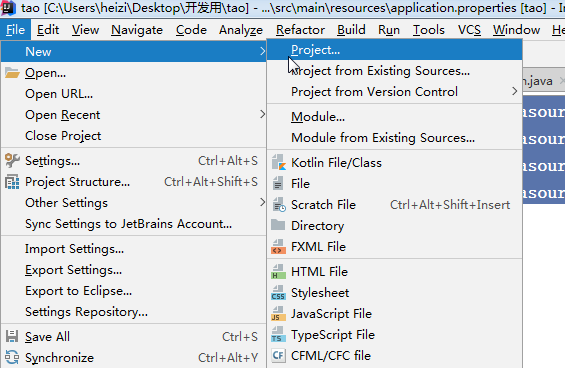 tao [C:\Users\heizi\Desktop\开发用\tao] - ...\src\main\resources\application.properties [tao] - In
File Edit View Navigate Code Analyze Refactor Build Run Tools VCS Window
New
Open...
Open URL...
Open Recent
Close Project
Settings... Ctrl+Alt+S
Project Structure... Ctrl+Alt+Shift+S
Other Settings
Sync Settings to JetBrains Account...
Import Settings...
Export Settings...
Export to Eclipse...
Settings Repository...
Save All Ctrl+S
Synchronize Ctrl+Alt+Y
Project...
Project from Existing Sources...
Project from Version Control
Module...
Module from Existing Sources...
Kotlin File/Class
File
Scratch File Ctrl+Alt+Shift+Insert
Directory
FXML File
HTML File
Stylesheet
JavaScript File
TypeScript File
CFML/CFC file
n.java
asour
asour
asour
asour